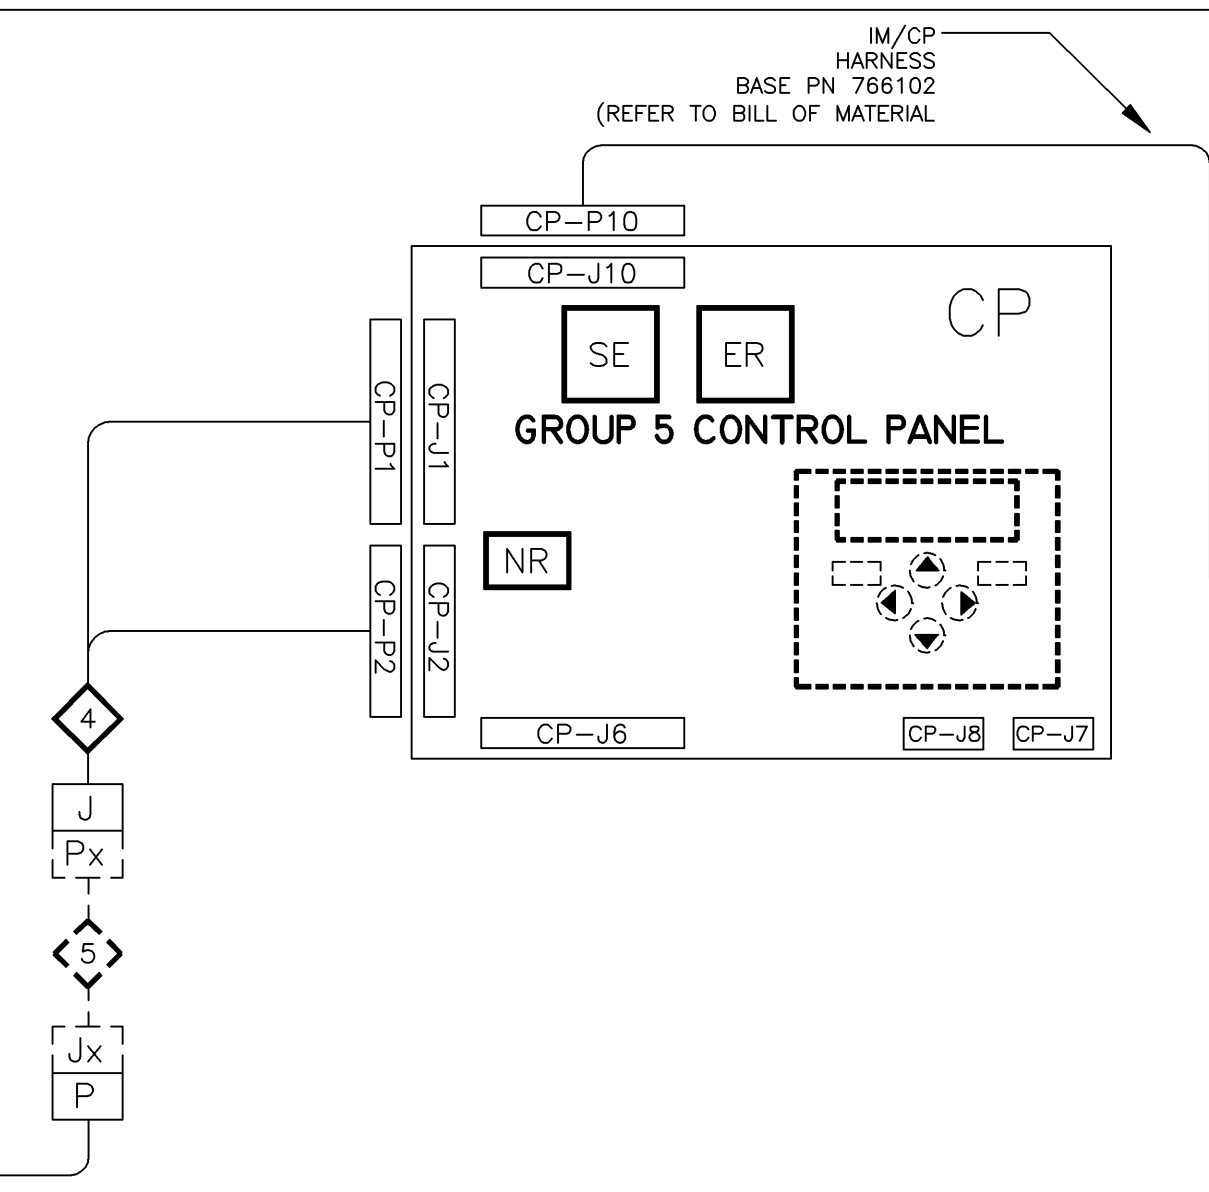 IM/CP
HARNESS
BASE PN 766102
(REFER TO BILL OF MATERIAL
CP-P10
CP-J10
CP
SE
ER
CP-P1
CP-J1
GROUP 5 CONTROL PANEL
NR
CP-P2
CP-J2
4
CP-J6
CP-J8
CP-J7
J
Px
5
Jx
P